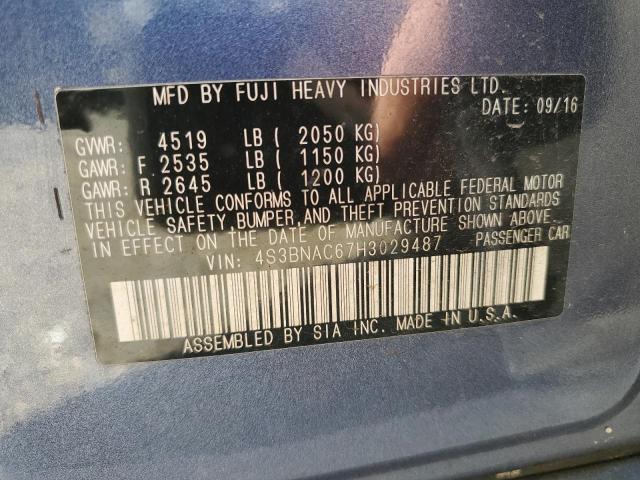 MFD BY FUJI HEAVY INDUSTRIES LTD.
DATE: 09/16
GVWR: 4519 LB ( 2050 KG)
GAWR: F 2535 LB ( 1150 KG)
GAWR: R 2645 LB ( 1200 KG)
THIS VEHICLE CONFORMS TO ALL APPLICABLE FEDERAL MOTOR
VEHICLE SAFETY, BUMPER, AND THEFT PREVENTION STANDARDS
IN EFFECT ON THE DATE OF MANUFACTURE SHOWN ABOVE.
VIN: 4S3BNAC67H3029487 PASSENGER CAR
ASSEMBLED BY SIA INC. MADE IN U.S.A.